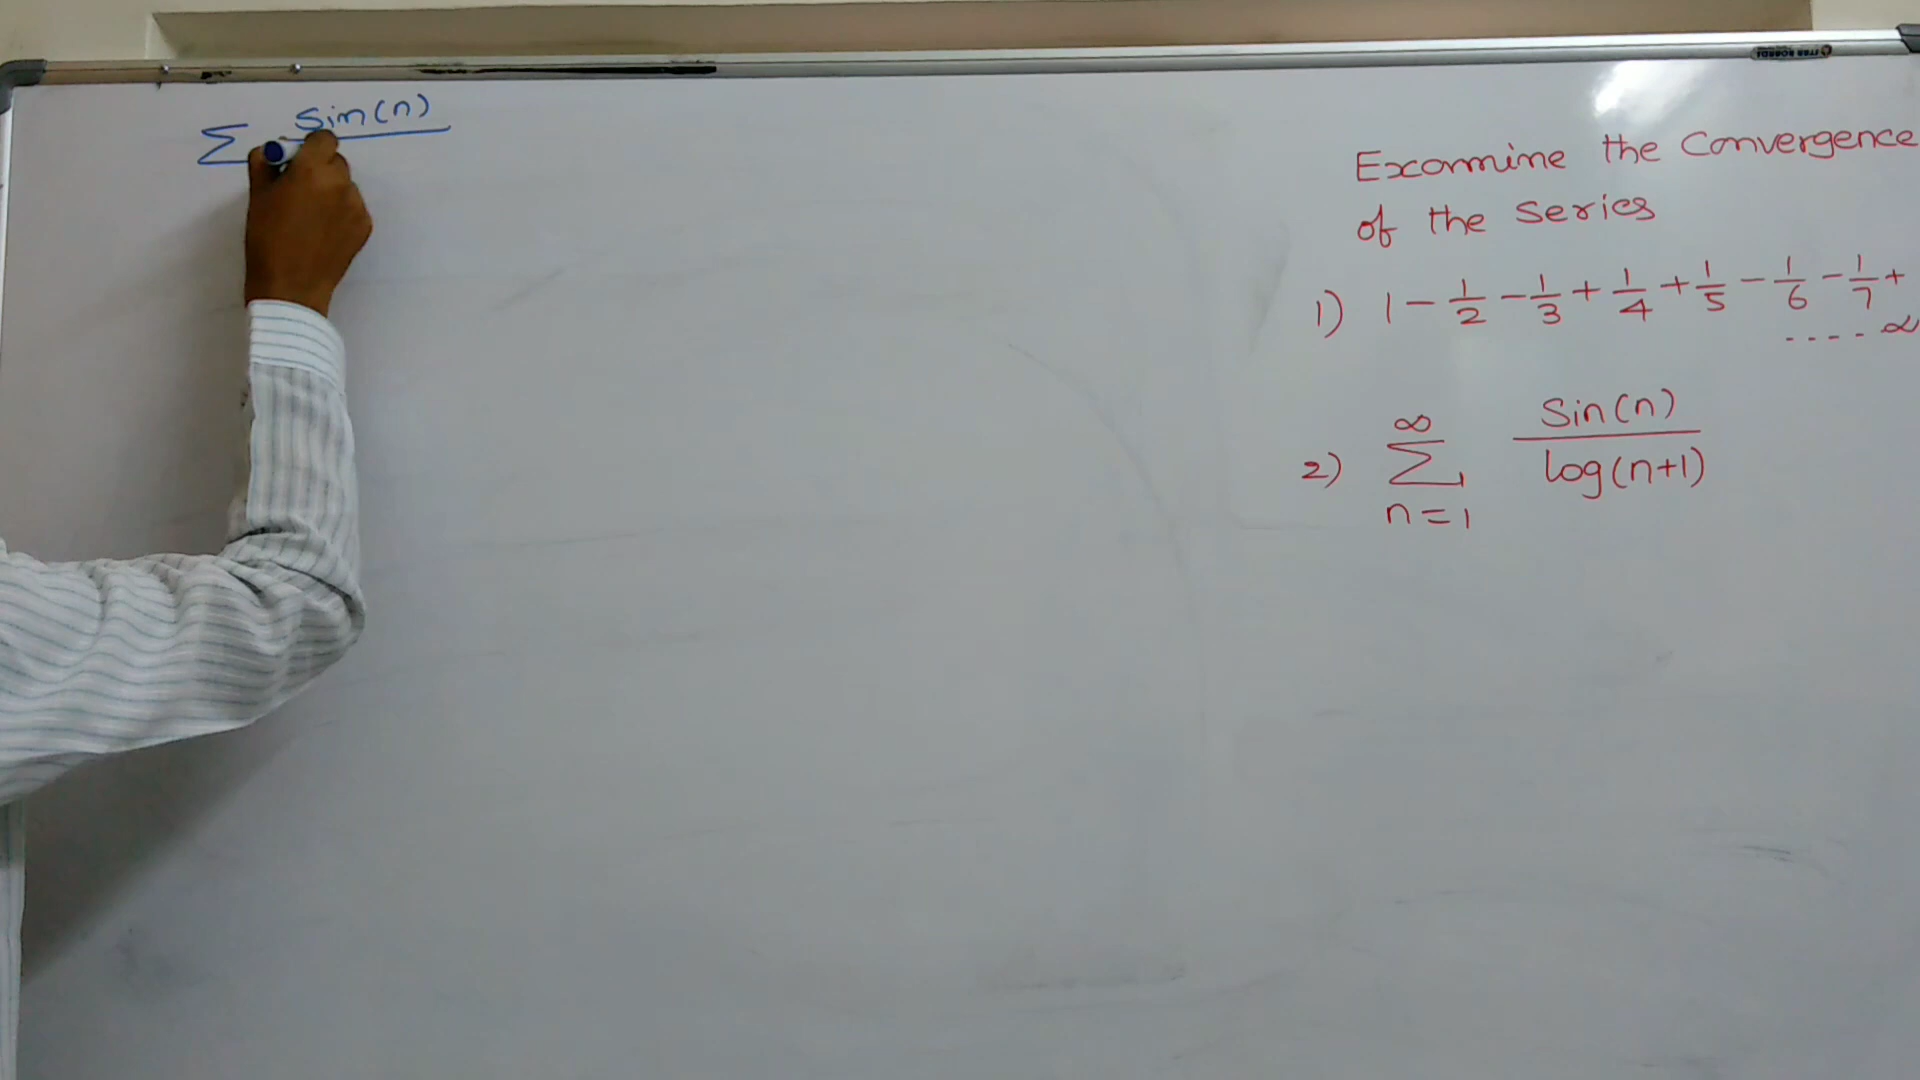 Σ Sin(n)
Examine the Convergence
of the Series
1) 1 - 1/2 - 1/3 + 1/4 + 1/5 - 1/6 - 1/7 +
.... ∞
2) ∞ Σ n=1 Sin(n) / log(n+1)